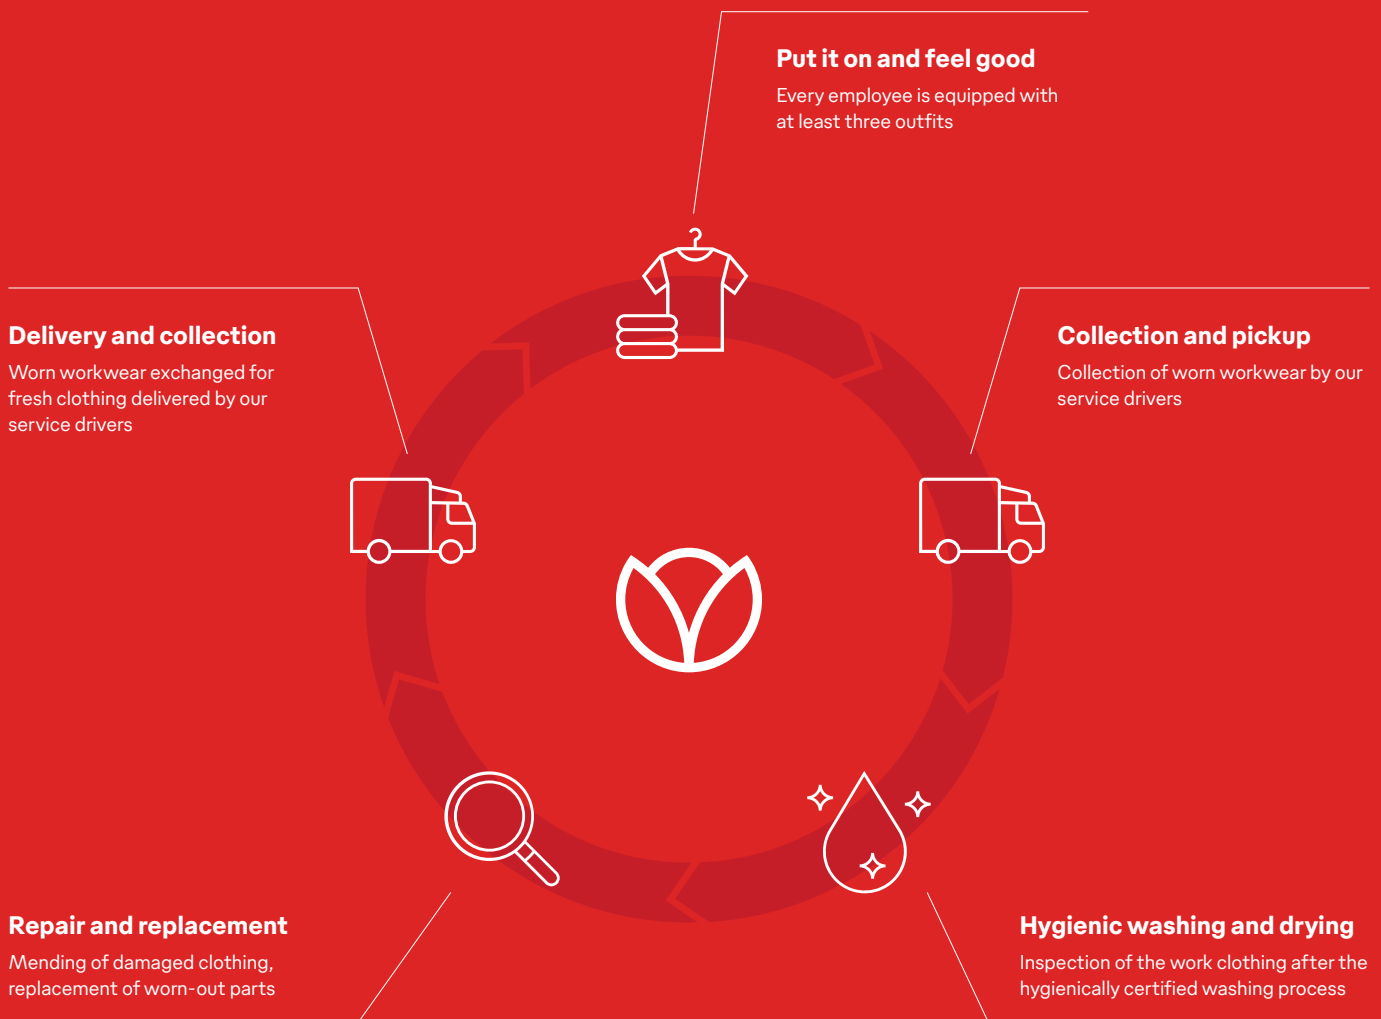 Put it on and feel good
Every employee is equipped with
at least three outfits
Delivery and collection
Worn workwear exchanged for
fresh clothing delivered by our
service drivers
Collection and pickup
Collection of worn workwear by our
service drivers
Repair and replacement
Mending of damaged clothing,
replacement of worn-out parts
Hygienic washing and drying
Inspection of the work clothing after the
hygienically certified washing process